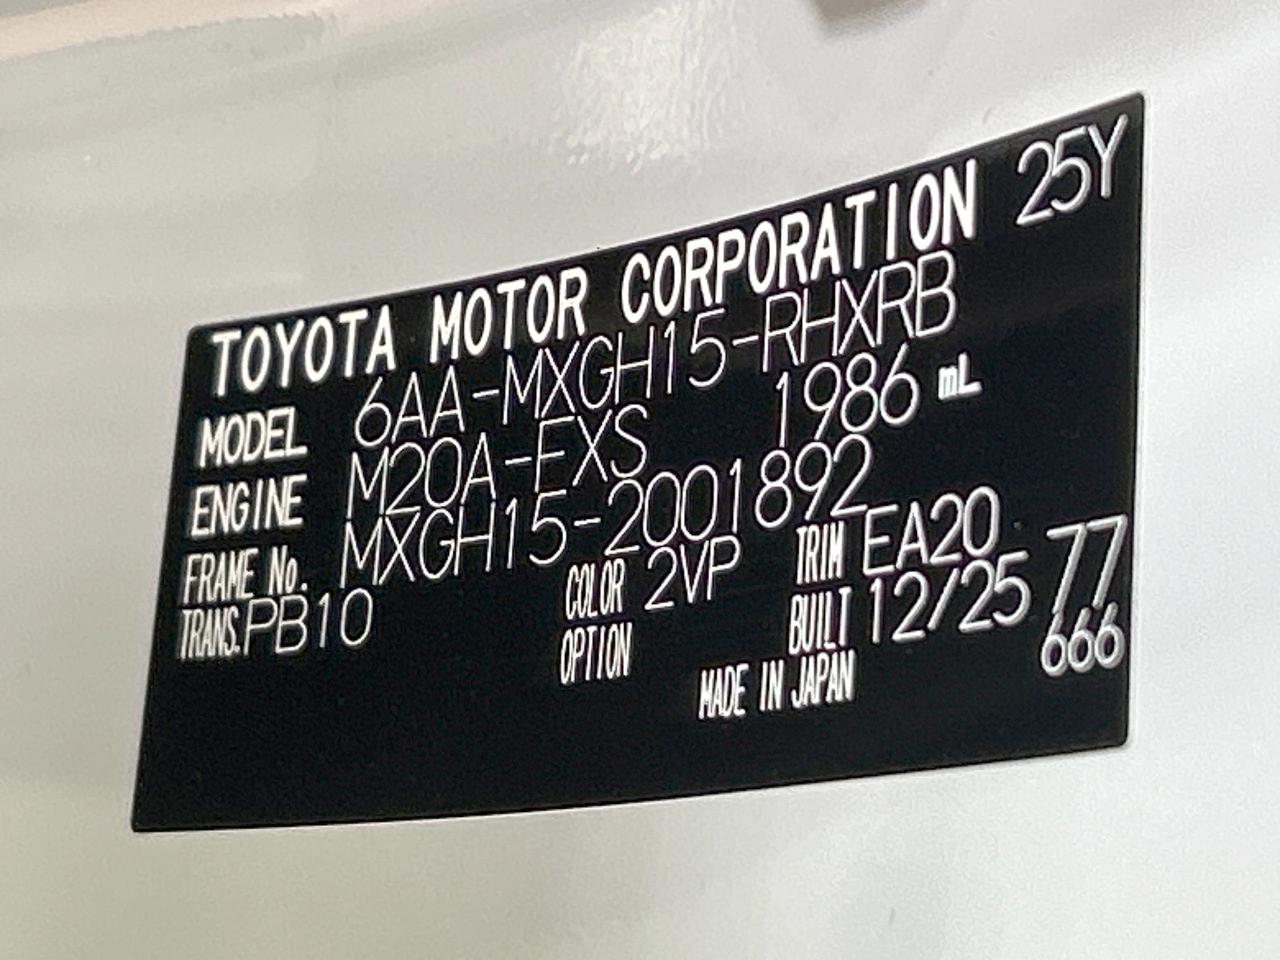 TOYOTA MOTOR CORPORATION 25Y
MODEL 6AA-MXGH15-RHXRB
ENGINE M20A-FXS 1986 mL
FRAME No. MXGH15-2001892
TRANS. PB10 COLOR 2VP TRIM EA20 77
OPTION BUILT 12/25 666
MADE IN JAPAN